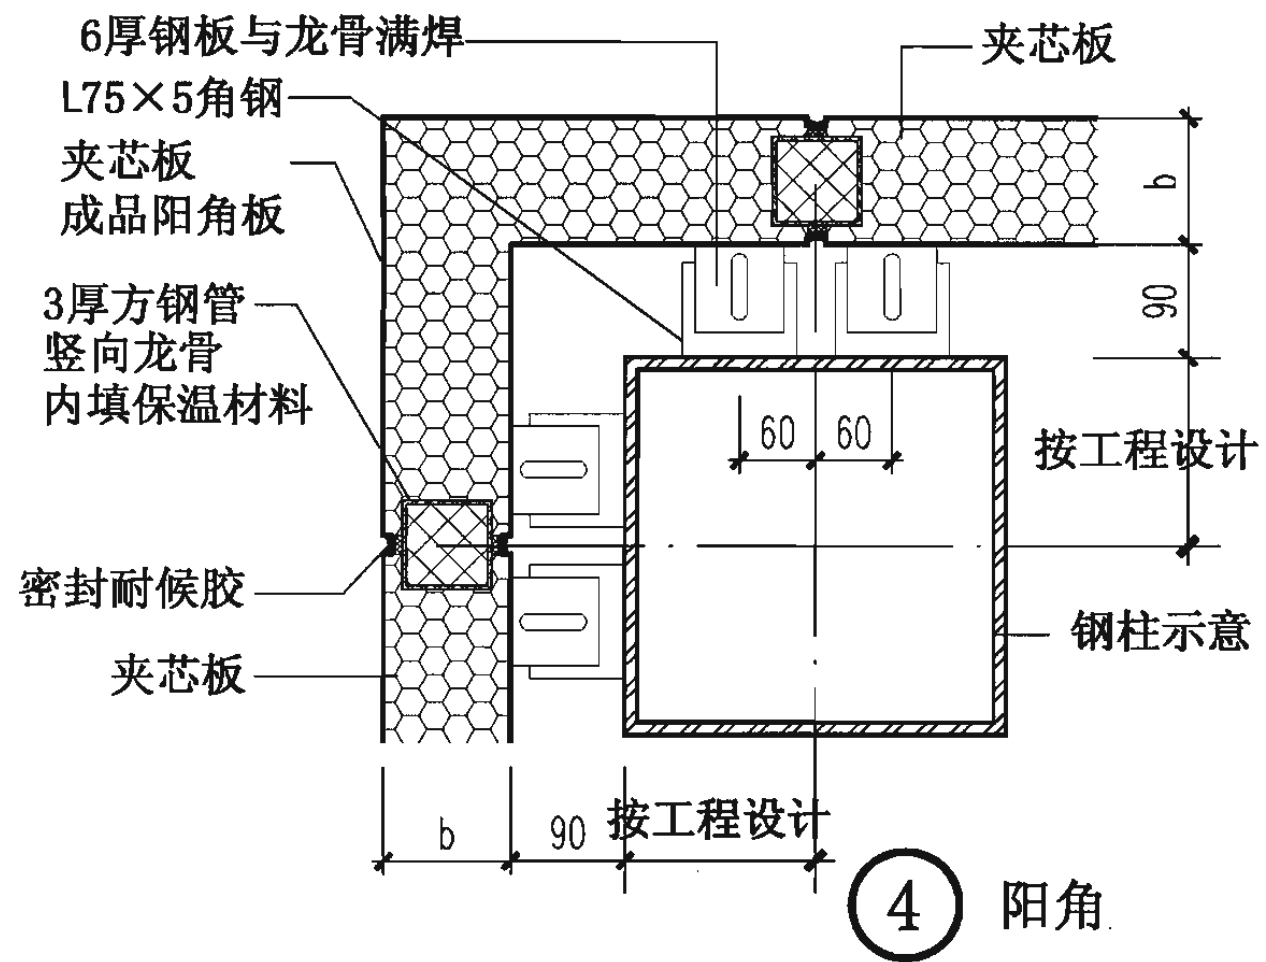 6厚钢板与龙骨满焊
夹芯板
L75×5角钢
夹芯板
成品阳角板
b
3厚方钢管
竖向龙骨
内填保温材料
90
60
60
按工程设计
密封耐候胶
钢柱示意
夹芯板
b
90
按工程设计
4
阳角